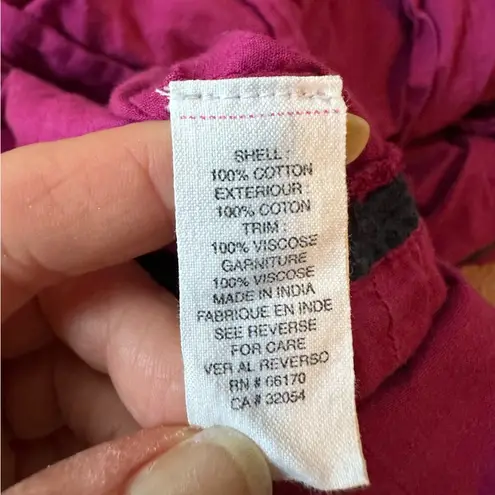 SHELL :
100% COTTON
EXTERIOUR :
100% COTON
TRIM :
100% VISCOSE
GARNITURE
100% VISCOSE
MADE IN INDIA
FABRIQUE EN INDE
SEE REVERSE
FOR CARE
VER AL REVERSO
RN # 66170
CA # 32054